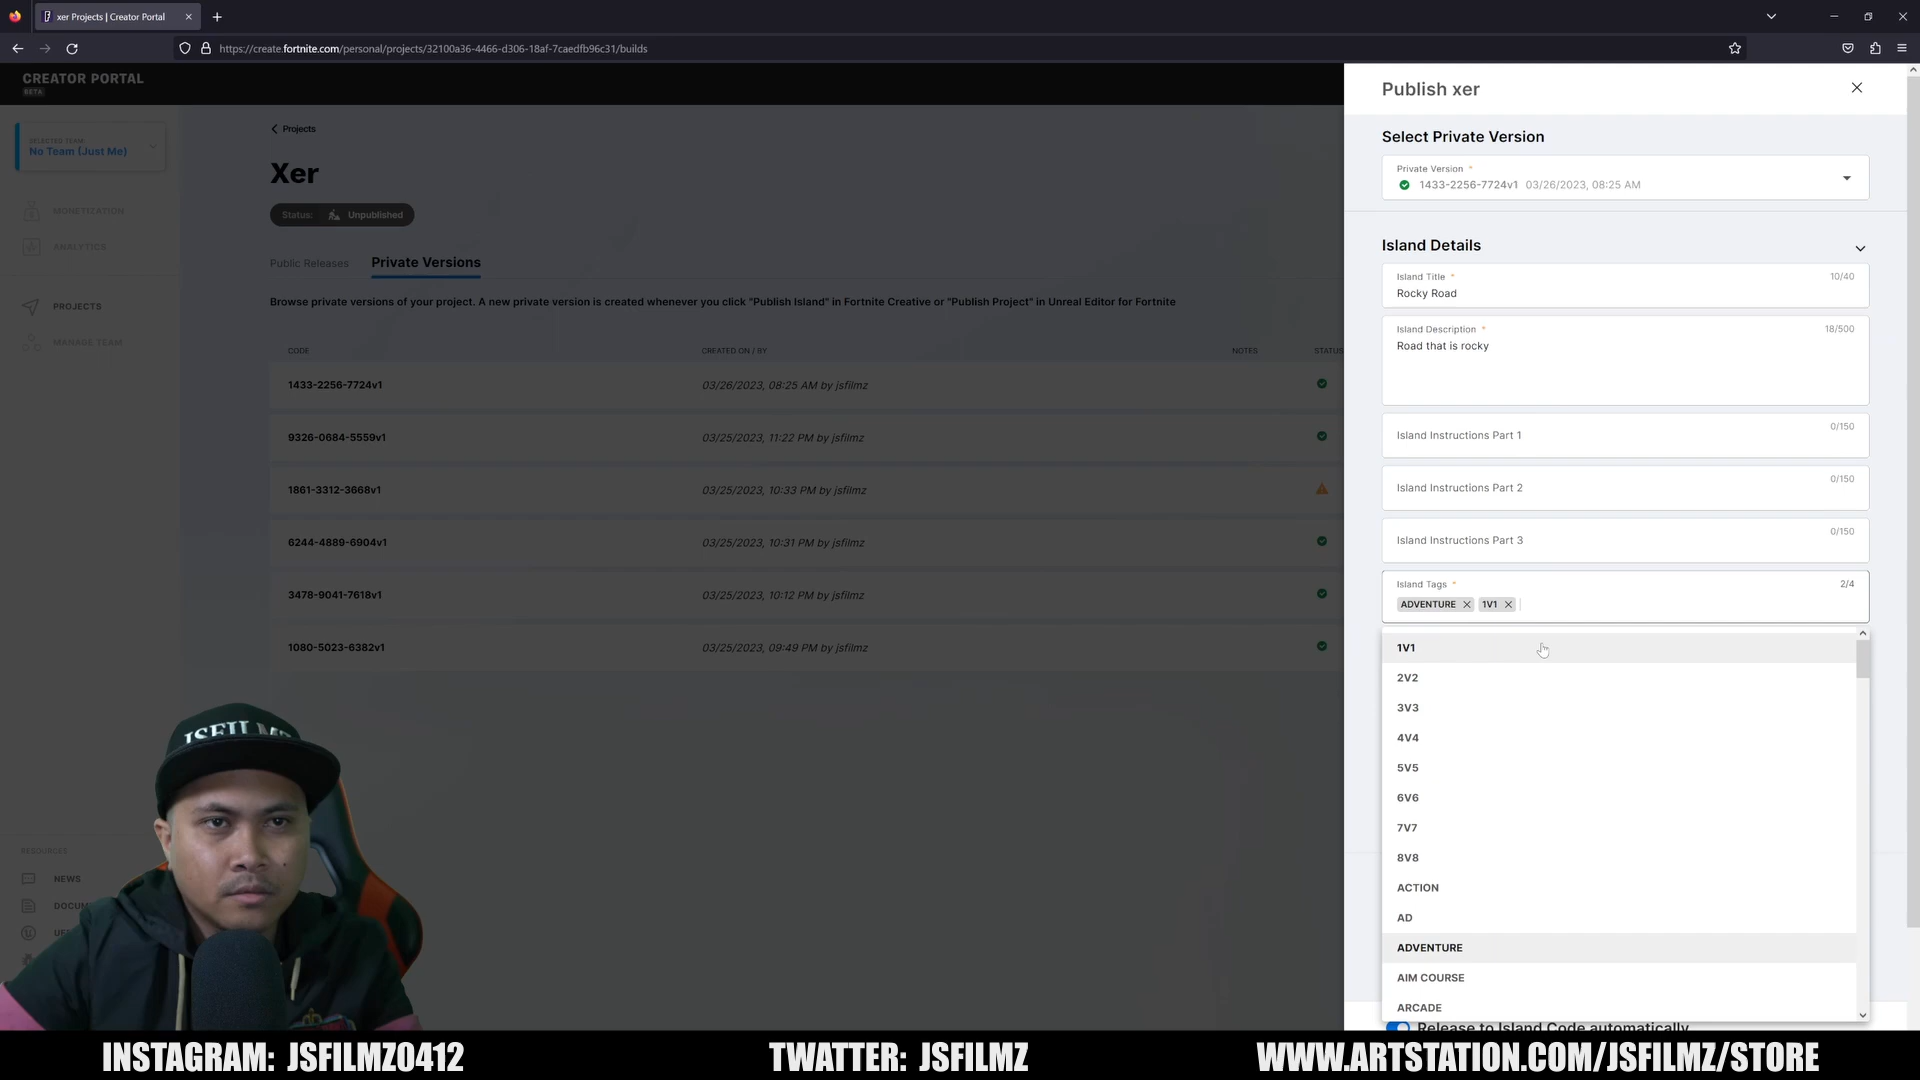 xer Projects | Creator Portal
https://create.fortnite.com/personal/projects/32100a36-4466-d306-18af-7caedfb96c31/builds
CREATOR PORTAL
BETA
SELECTED TEAM:
No Team (Just Me)
MONETIZATION
ANALYTICS
PROJECTS
MANAGE TEAM
RESOURCES
NEWS
DOCUM
UEF
Projects
Xer
Status: Unpublished
Public Releases Private Versions
Browse private versions of your project. A new private version is created whenever you click "Publish Island" in Fortnite Creative or "Publish Project" in Unreal Editor for Fortnite
CODE CREATED ON / BY NOTES STATUS
1433-2256-7724v1 03/26/2023, 08:25 AM by jsfilmz
9326-0684-5559v1 03/25/2023, 11:22 PM by jsfilmz
1861-3312-3668v1 03/25/2023, 10:33 PM by jsfilmz
6244-4889-6904v1 03/25/2023, 10:31 PM by jsfilmz
3478-9041-7618v1 03/25/2023, 10:12 PM by jsfilmz
1080-5023-6382v1 03/25/2023, 09:49 PM by jsfilmz
Publish xer
Select Private Version
Private Version *
1433-2256-7724v1 03/26/2023, 08:25 AM
Island Details
Island Title * 10/40
Rocky Road
Island Description * 18/500
Road that is rocky
Island Instructions Part 1 0/150
Island Instructions Part 2 0/150
Island Instructions Part 3 0/150
Island Tags * 2/4
ADVENTURE 1V1
1V1
2V2
3V3
4V4
5V5
6V6
7V7
8V8
ACTION
AD
ADVENTURE
AIM COURSE
ARCADE
Release to Island Code automatically
JSFILMZ
INSTAGRAM: JSFILMZ0412 TWATTER: JSFILMZ WWW.ARTSTATION.COM/JSFILMZ/STORE